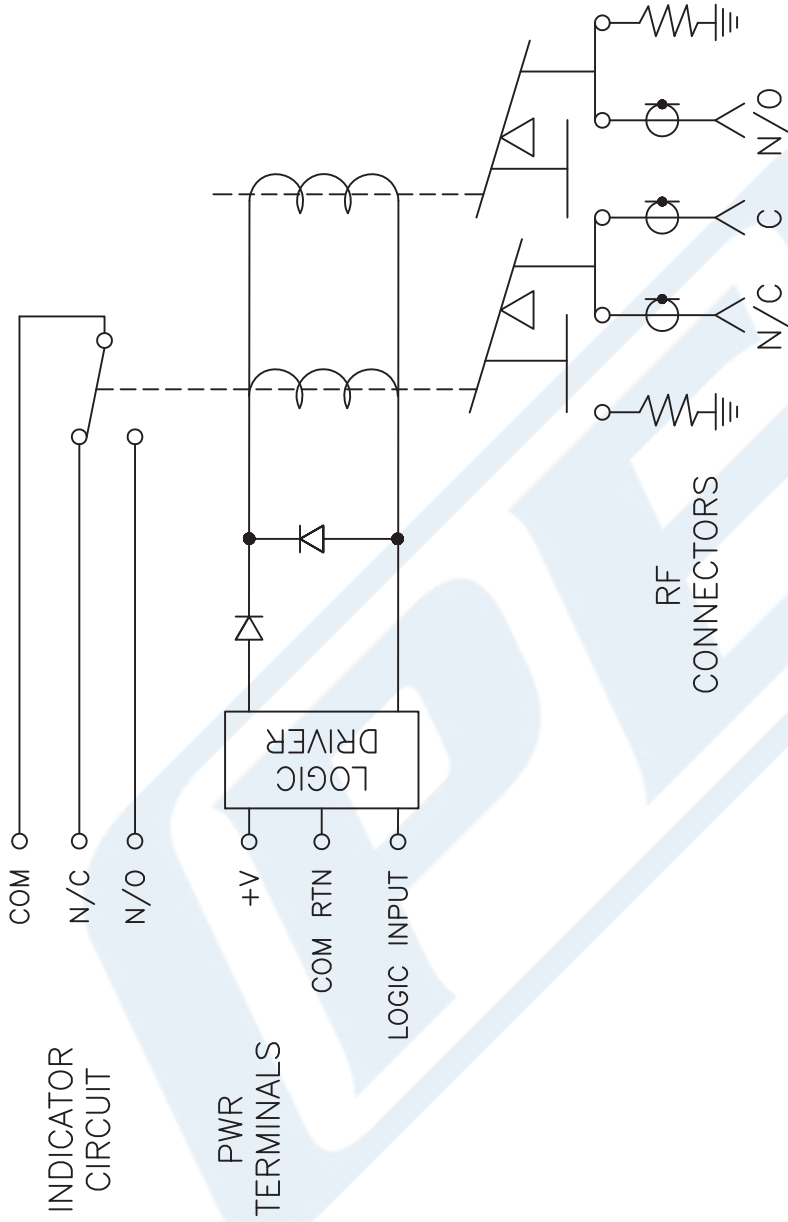 INDICATOR
CIRCUIT
COM
N/C
N/O
PWR
TERMINALS
+V
COM RTN
LOGIC INPUT
LOGIC
DRIVER
RF
CONNECTORS
N/C
C
N/O